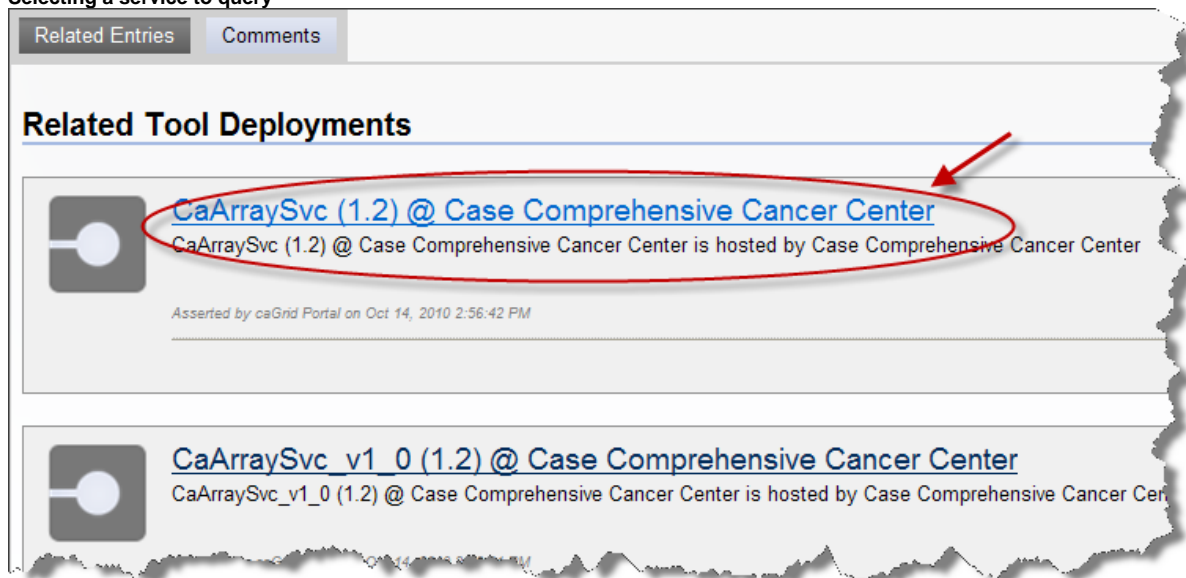 Selecting a service to query
Related Entries Comments
Related Tool Deployments
CaArraySvc (1.2) @ Case Comprehensive Cancer Center
CaArraySvc (1.2) @ Case Comprehensive Cancer Center is hosted by Case Comprehensive Cancer Center
Asserted by caGrid Portal on Oct 14, 2010 2:56:42 PM
CaArraySvc_v1_0 (1.2) @ Case Comprehensive Cancer Center
CaArraySvc_v1_0 (1.2) @ Case Comprehensive Cancer Center is hosted by Case Comprehensive Cancer Cen